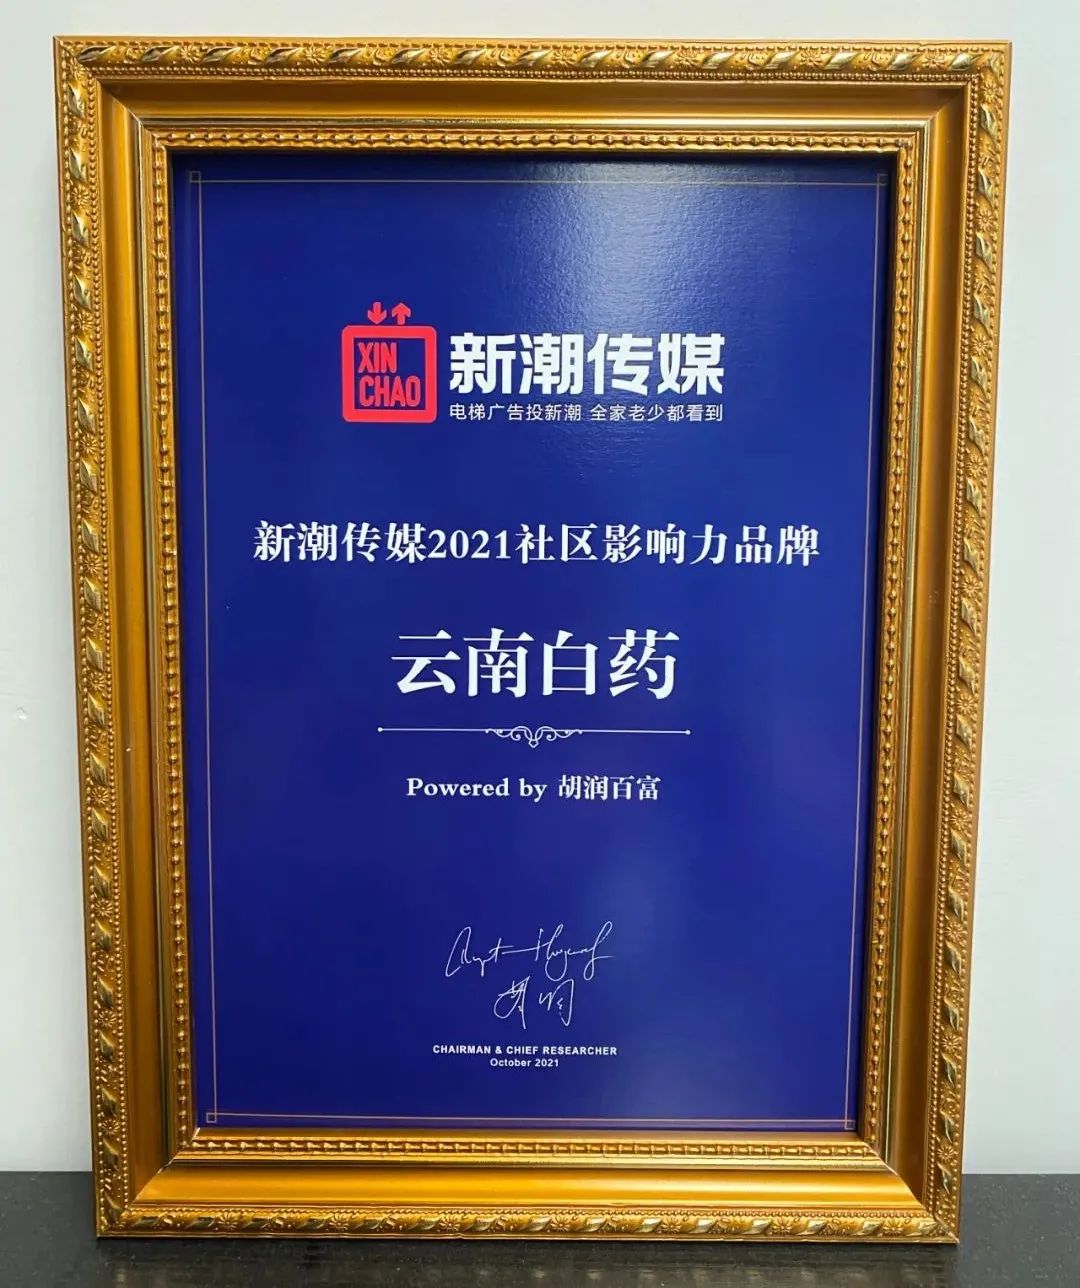 XIN
CHAO
新潮传媒
电梯广告投新潮 全家老少都看到
新潮传媒2021社区影响力品牌
云南白药
Powered by 胡润百富
胡润
CHAIRMAN & CHIEF RESEARCHER
October 2021